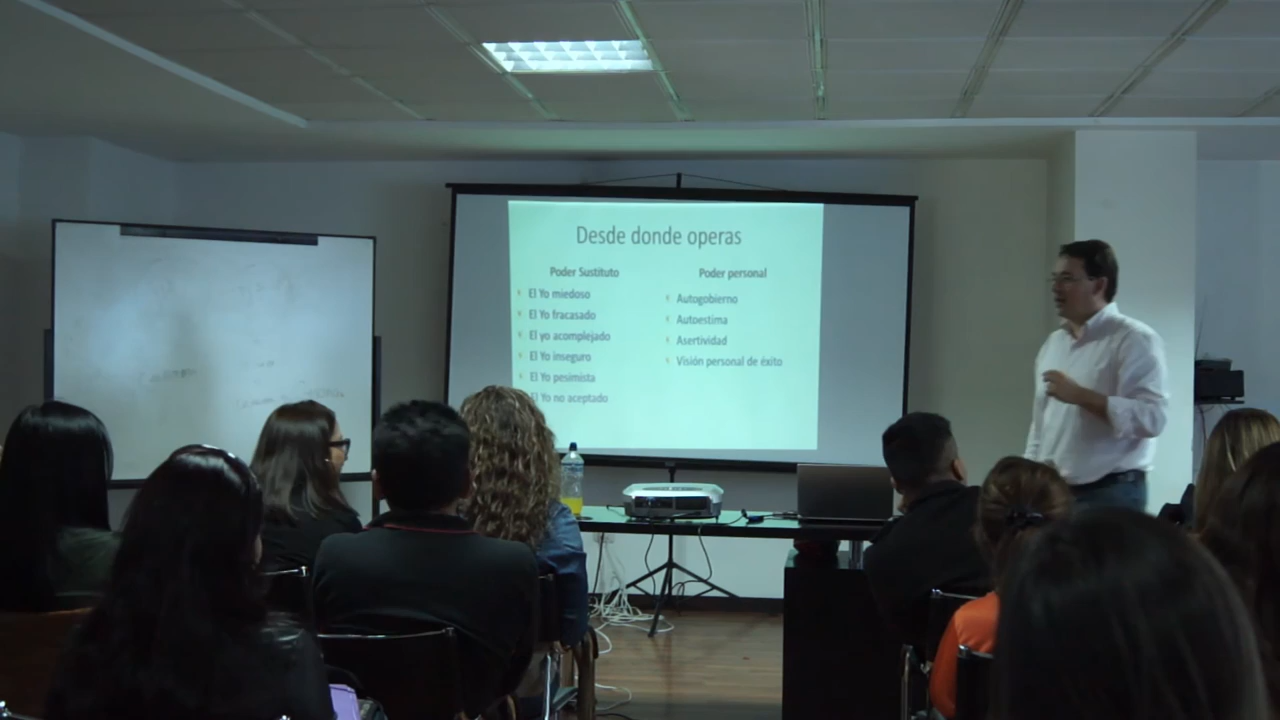 Desde donde operas
Poder Sustituto
El Yo miedoso
El Yo fracasado
El yo acomplejado
El Yo inseguro
El Yo pesimista
El Yo no aceptado
Poder personal
Autogobierno
Autoestima
Asertividad
Visión personal de éxito